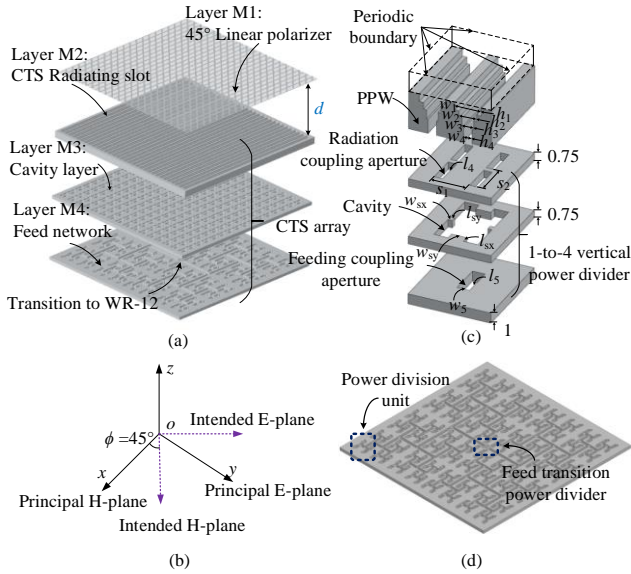 Layer M2:
CTS Radiating slot
Layer M1:
45° Linear polarizer
d
Layer M3:
Cavity layer
Layer M4:
Feed network
CTS array
Transition to WR-12
(a)
Periodic
boundary
PPW
w1
w2
w3
w4
h1
h2
h3
h4
Radiation
coupling aperture
l4
s1
s2
0.75
Cavity
wsx
lsy
lsx
wsy
0.75
1-to-4 vertical
power divider
Feeding coupling
aperture
l5
w5
1
(c)
z
o
ϕ =45°
Intended E-plane
x
y
Principal H-plane
Principal E-plane
Intended H-plane
(b)
Power division
unit
Feed transition
power divider
(d)